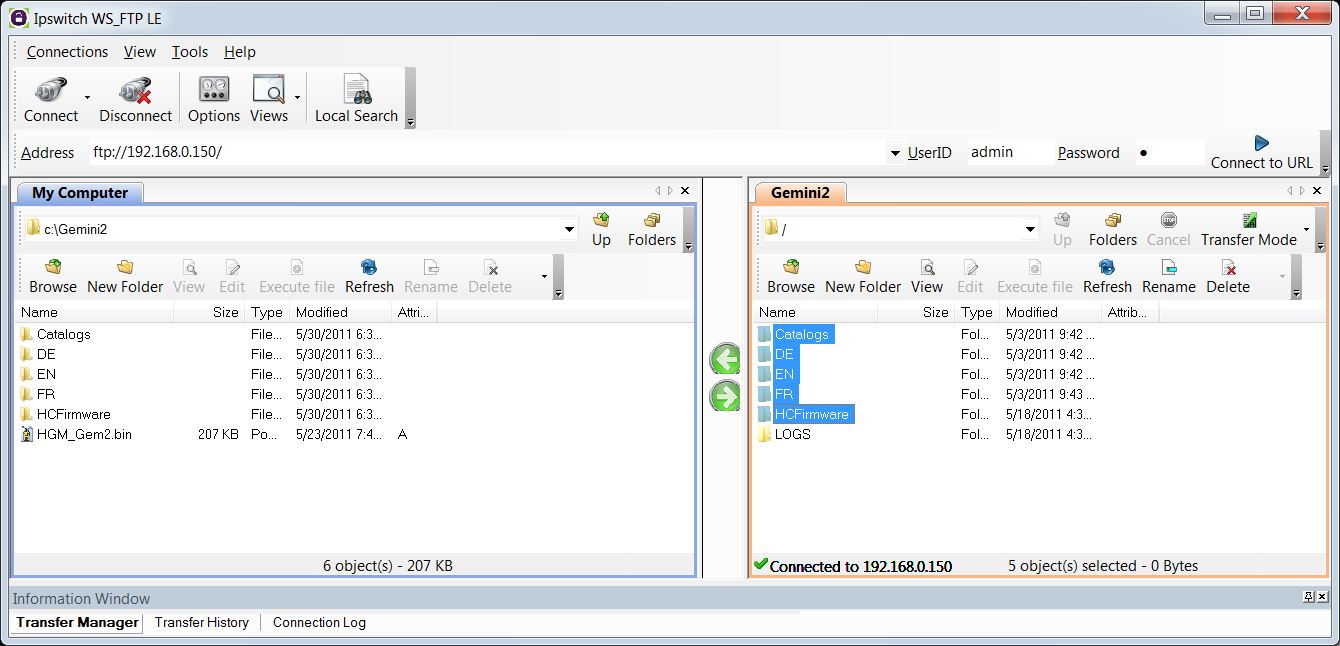 Ipswitch WS_FTP LE
Connections View Tools Help
Connect Disconnect Options Views Local Search
Address ftp://192.168.0.150/ UserID admin Password ● Connect to URL
My Computer
c:\Gemini2 Up Folders
Browse New Folder View Edit Execute file Refresh Rename Delete
Name Size Type Modified Attri...
Catalogs File... 5/30/2011 6:3...
DE File... 5/30/2011 6:3...
EN File... 5/30/2011 6:3...
FR File... 5/30/2011 6:3...
HCFirmware File... 5/30/2011 6:3...
HGM_Gem2.bin 207 KB Po... 5/23/2011 7:4... A
6 object(s) - 207 KB
Gemini2
/ Up Folders STOP Cancel Transfer Mode
Browse New Folder View Edit Execute file Refresh Rename Delete
Name Size Type Modified Attrib...
Catalogs Fol... 5/3/2011 9:42 ...
DE Fol... 5/3/2011 9:42 ...
EN Fol... 5/3/2011 9:42 ...
FR Fol... 5/3/2011 9:43 ...
HCFirmware Fol... 5/18/2011 4:3...
LOGS Fol... 5/18/2011 4:3...
Connected to 192.168.0.150 5 object(s) selected - 0 Bytes
Information Window
Transfer Manager Transfer History Connection Log